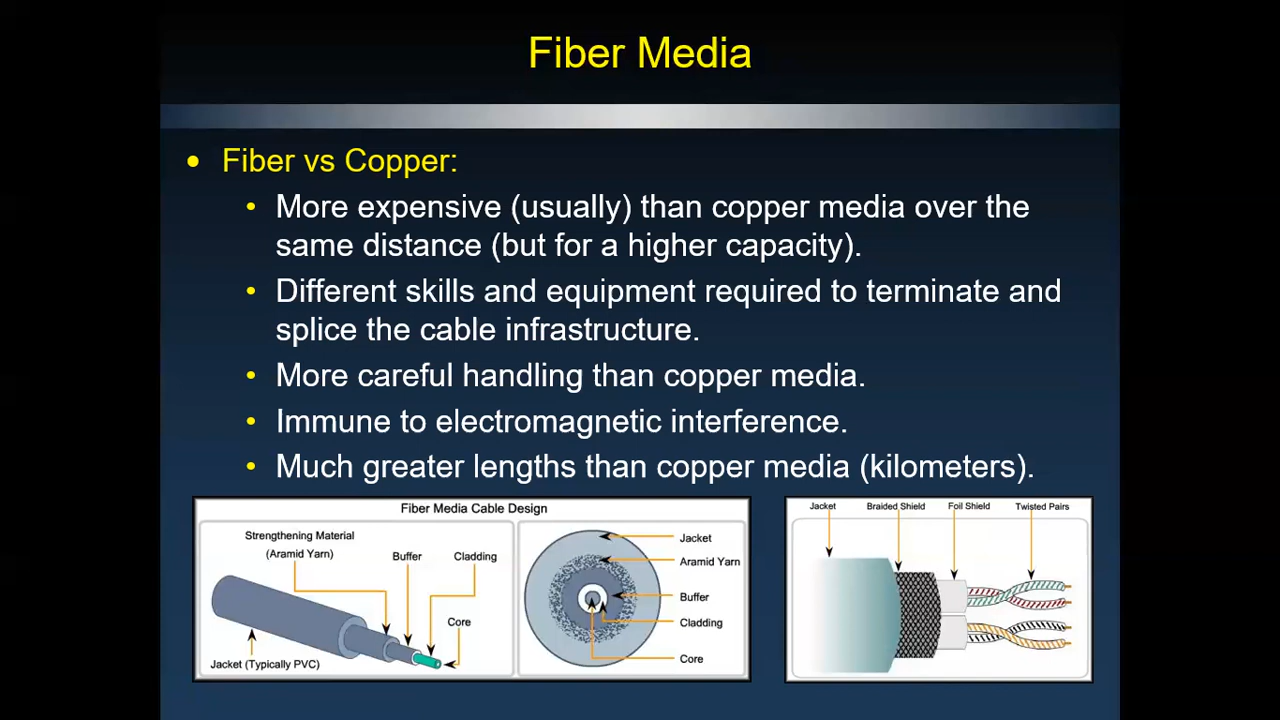 Fiber Media
• Fiber vs Copper:
• More expensive (usually) than copper media over the
same distance (but for a higher capacity).
• Different skills and equipment required to terminate and
splice the cable infrastructure.
• More careful handling than copper media.
• Immune to electromagnetic interference.
• Much greater lengths than copper media (kilometers).
Fiber Media Cable Design
Strengthening Material
(Aramid Yarn)
Buffer
Cladding
Core
Jacket (Typically PVC)
Jacket
Aramid Yarn
Buffer
Cladding
Core
Jacket
Braided Shield
Foil Shield
Twisted Pairs